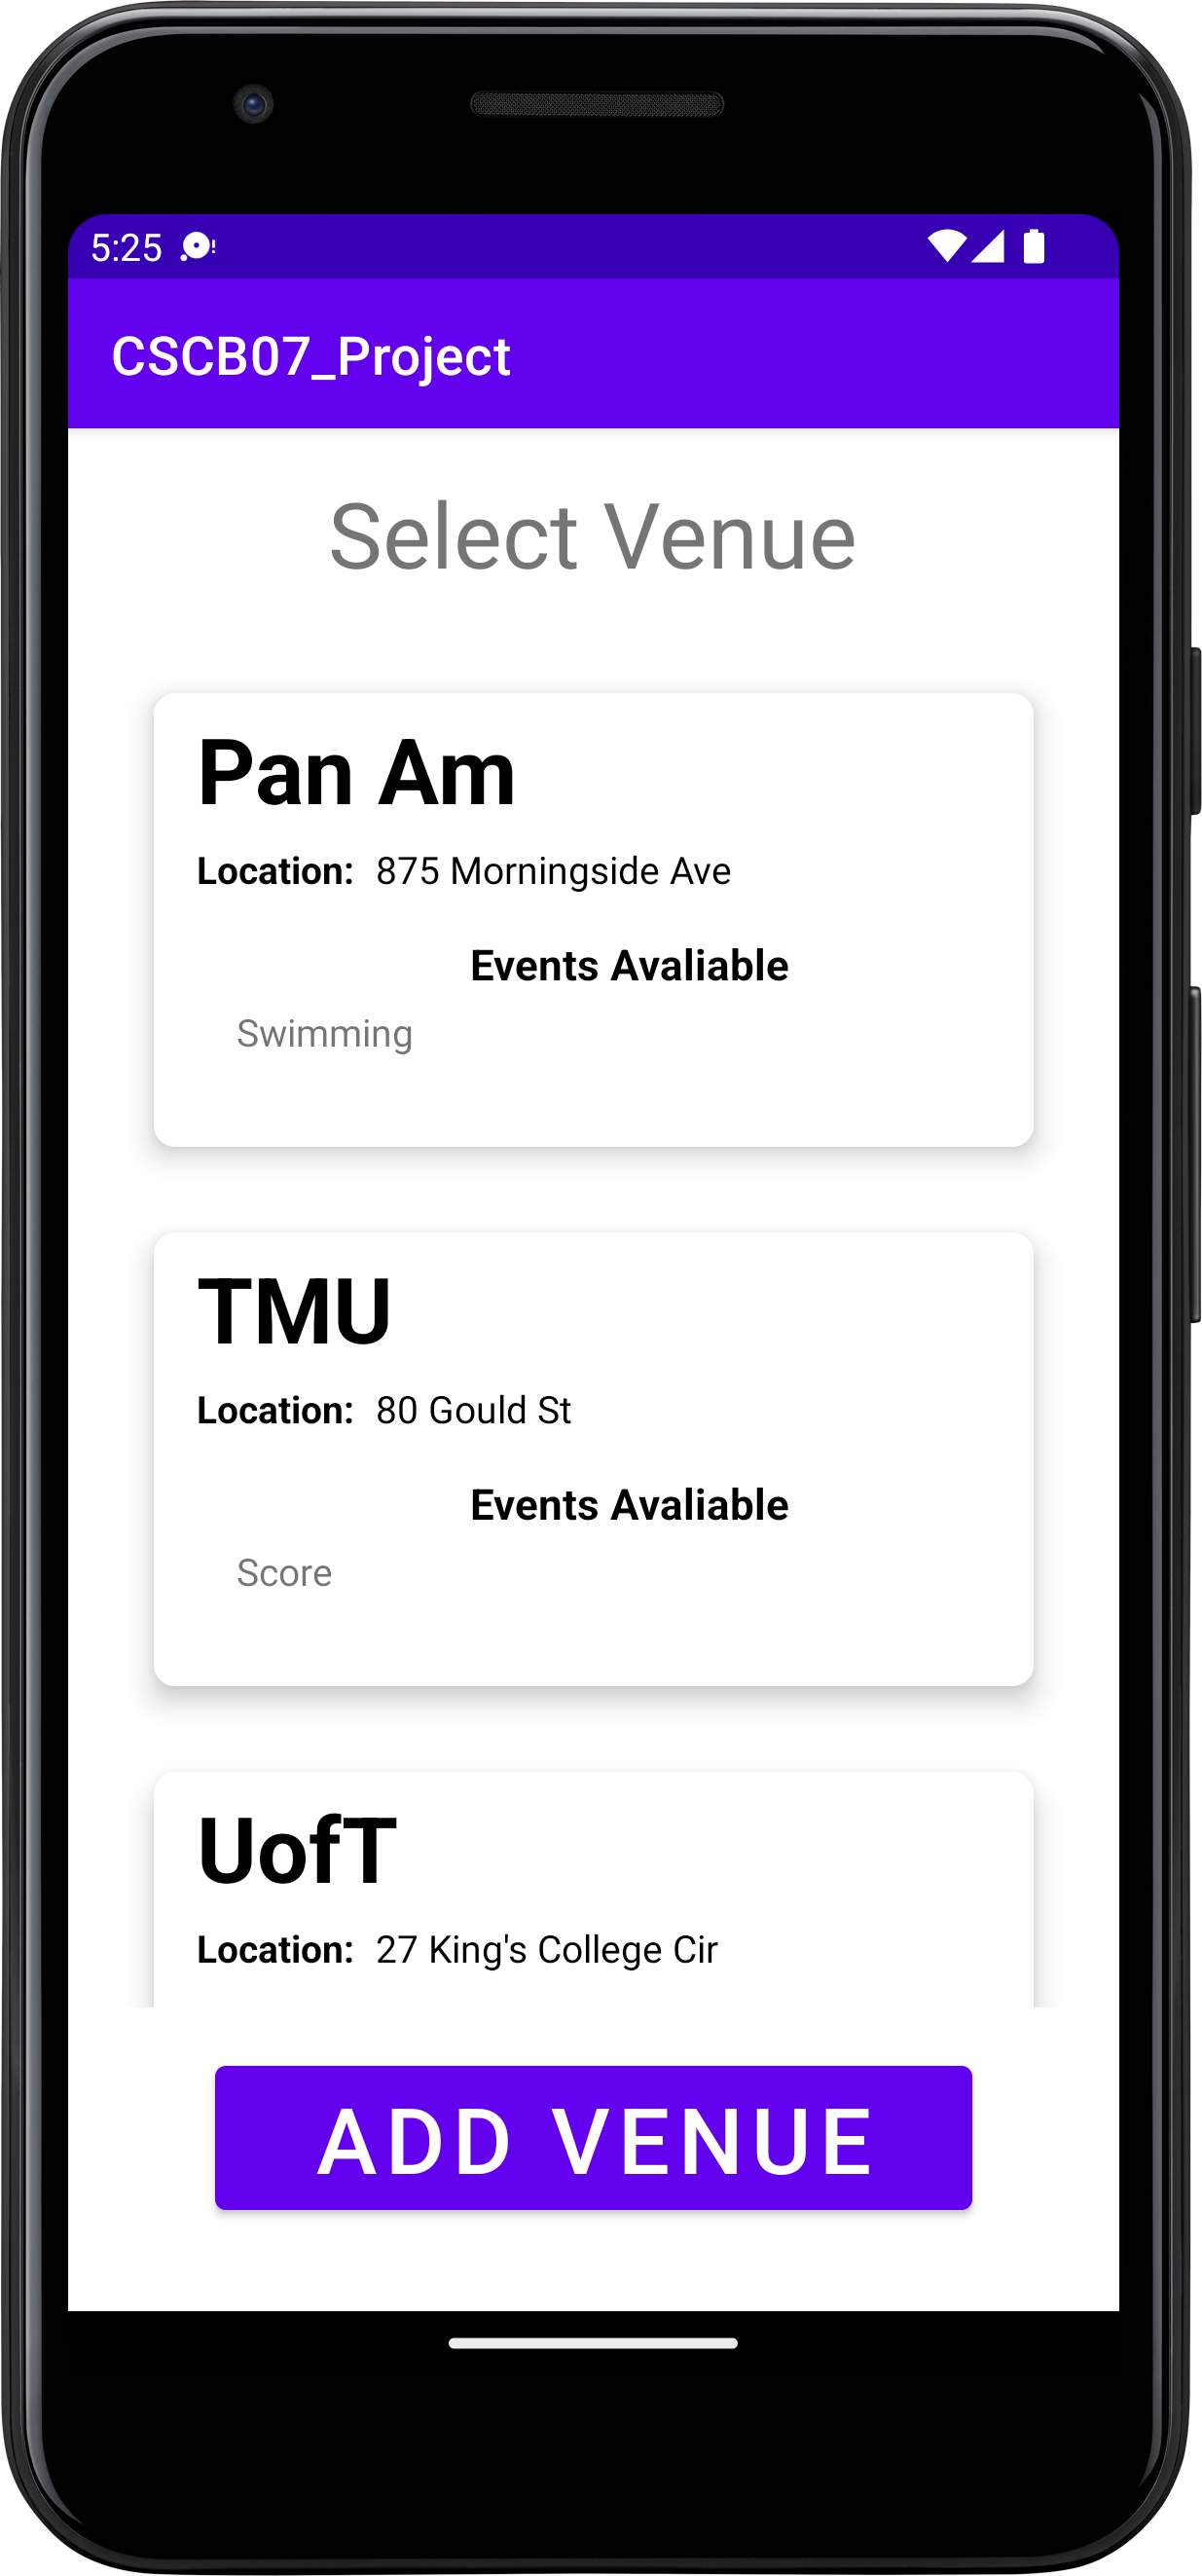 5:25
CSCB07_Project
Select Venue
Pan Am
Location: 875 Morningside Ave
Events Avaliable
Swimming
TMU
Location: 80 Gould St
Events Avaliable
Score
UofT
Location: 27 King's College Cir
ADD VENUE